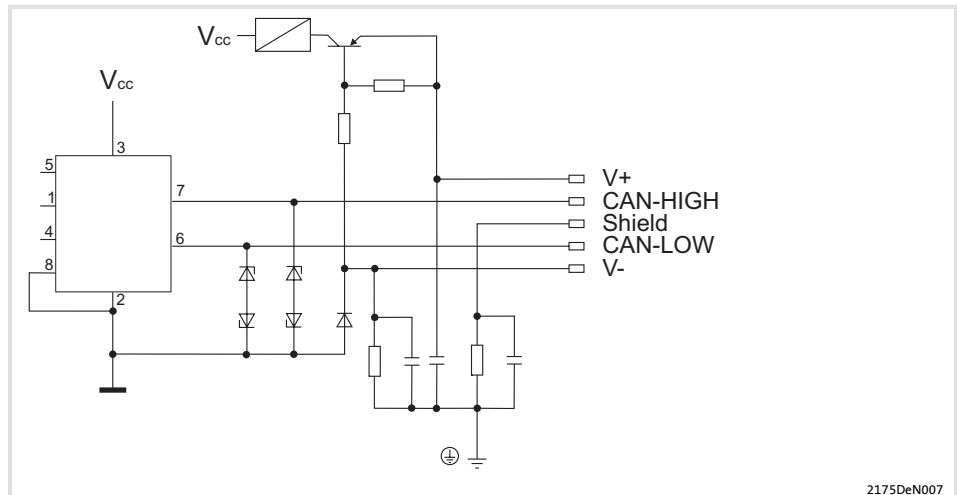 Vcc
Vcc
3
5
1
7
4
6
8
2
V+
CAN-HIGH
Shield
CAN-LOW
V-
2175DeN007